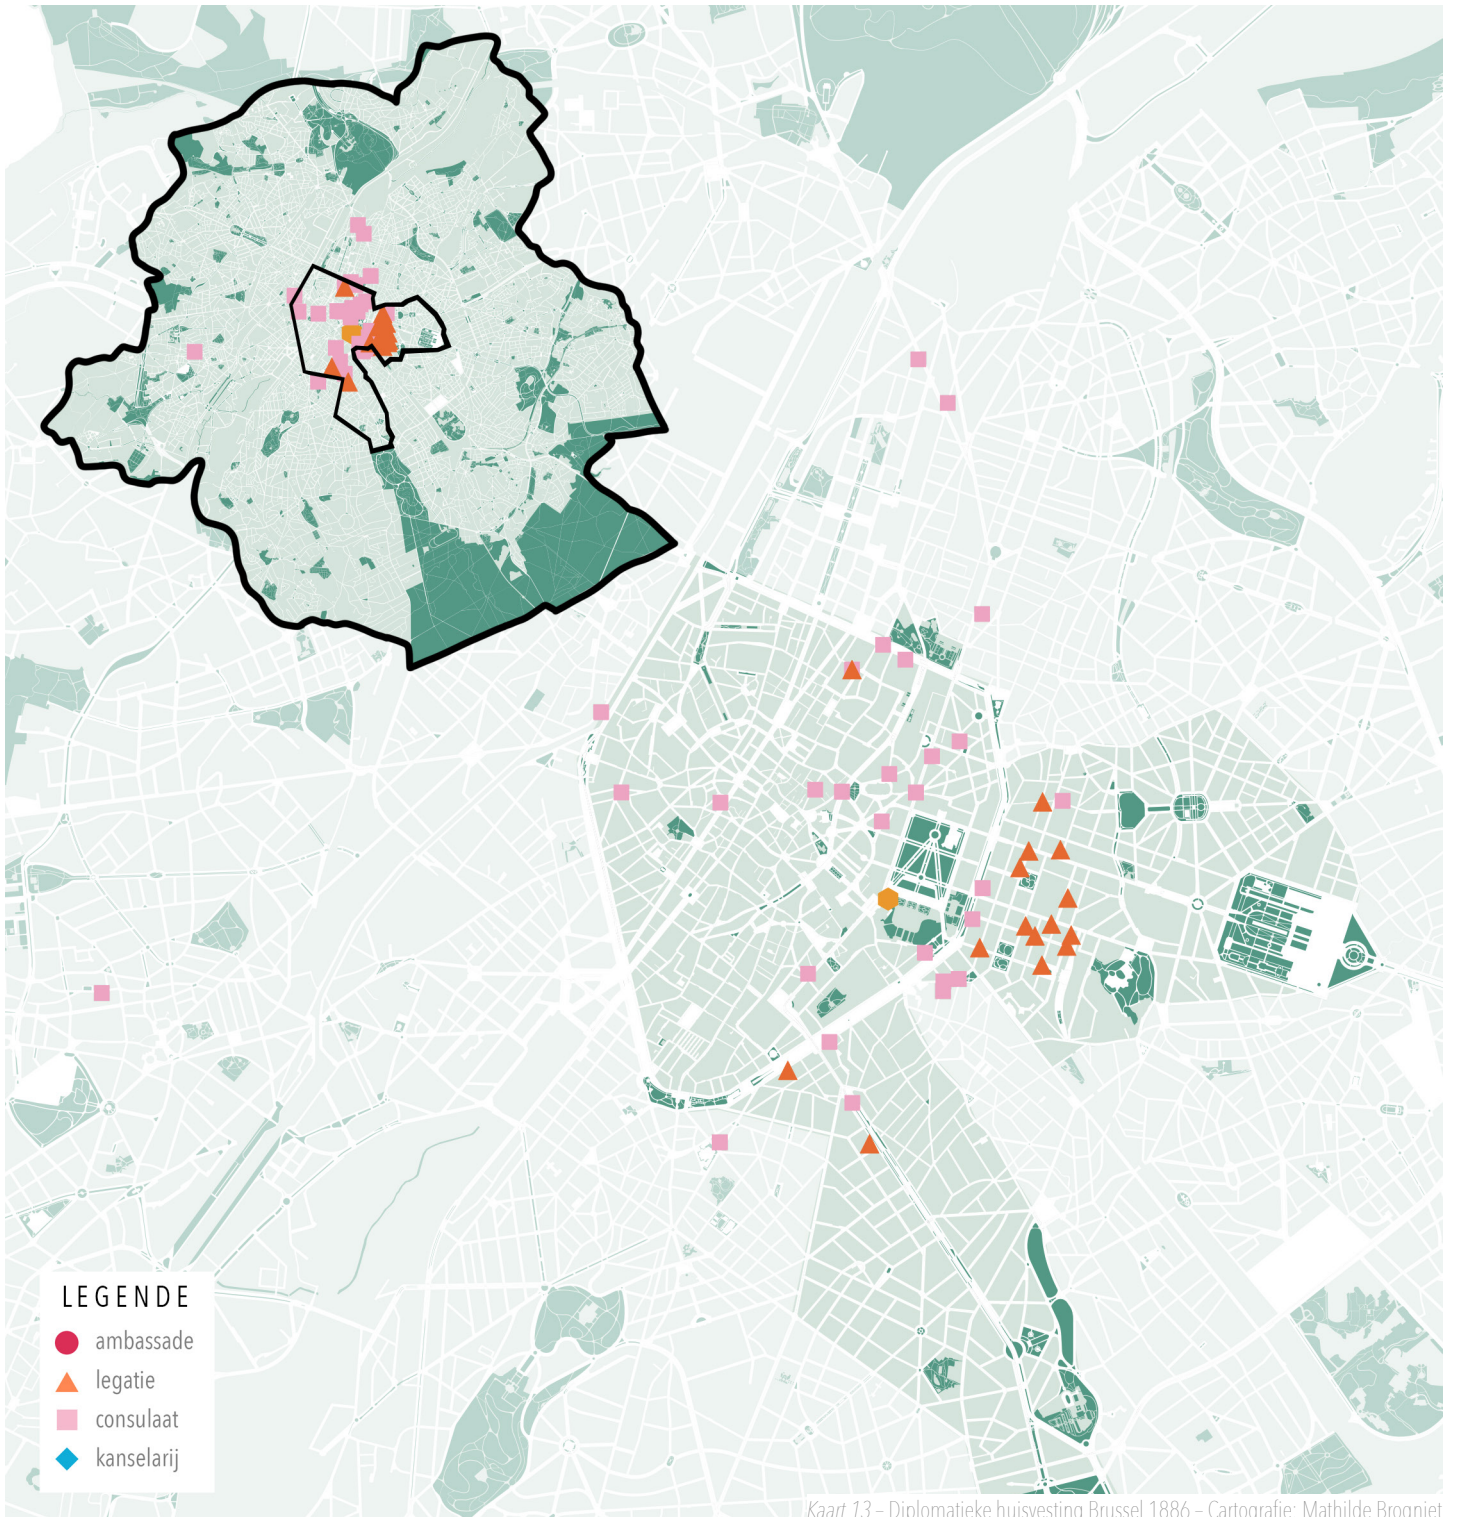 LEGENDE
ambassade
legatie
consulaat
kanselarij
Kaart 13 – Diplomatieke huisvesting Brussel 1886 – Cartografie: Mathilde Brogniet